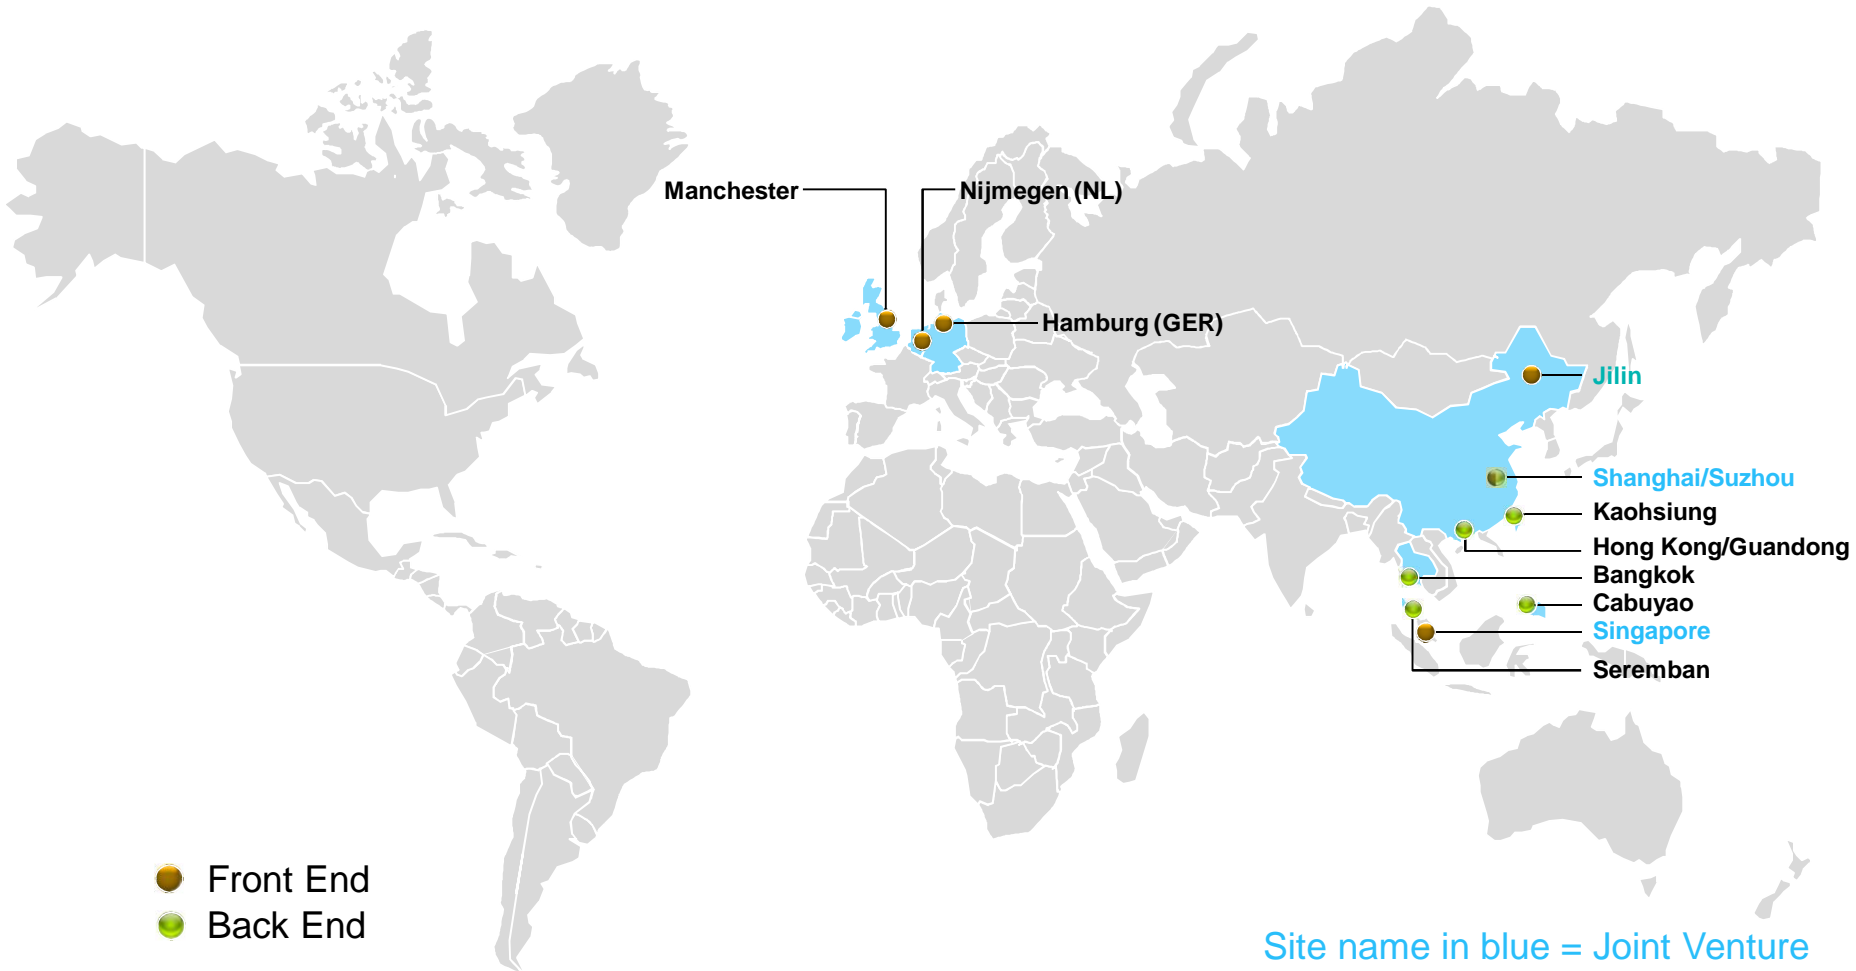 Manchester
Nijmegen (NL)
Hamburg (GER)
Jilin
Shanghai/Suzhou
Kaohsiung
Hong Kong/Guandong
Bangkok
Cabuyao
Singapore
Seremban
Front End
Back End
Site name in blue = Joint Venture